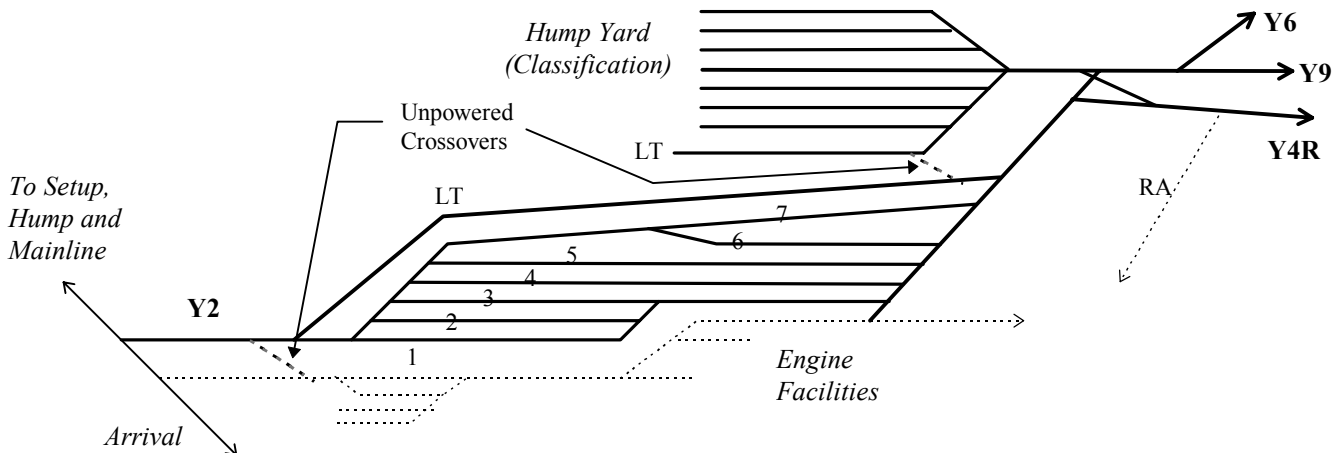 Hump Yard
(Classification)
Y6
Y9
Y4R
Unpowered
Crossovers
LT
RA
To Setup,
Hump and
Mainline
LT
7
6
5
4
3
2
1
Y2
Engine
Facilities
Arrival